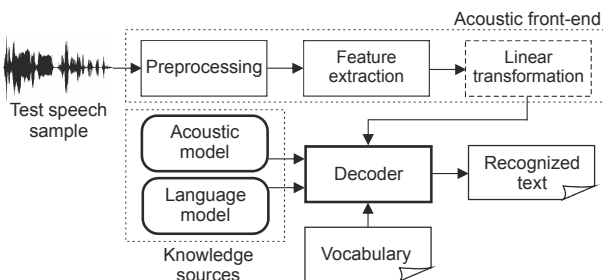 Acoustic front-end
Preprocessing
Feature
extraction
Linear
transformation
Test speech
sample
Acoustic
model
Language
model
Decoder
Recognized
text
Knowledge
sources
Vocabulary